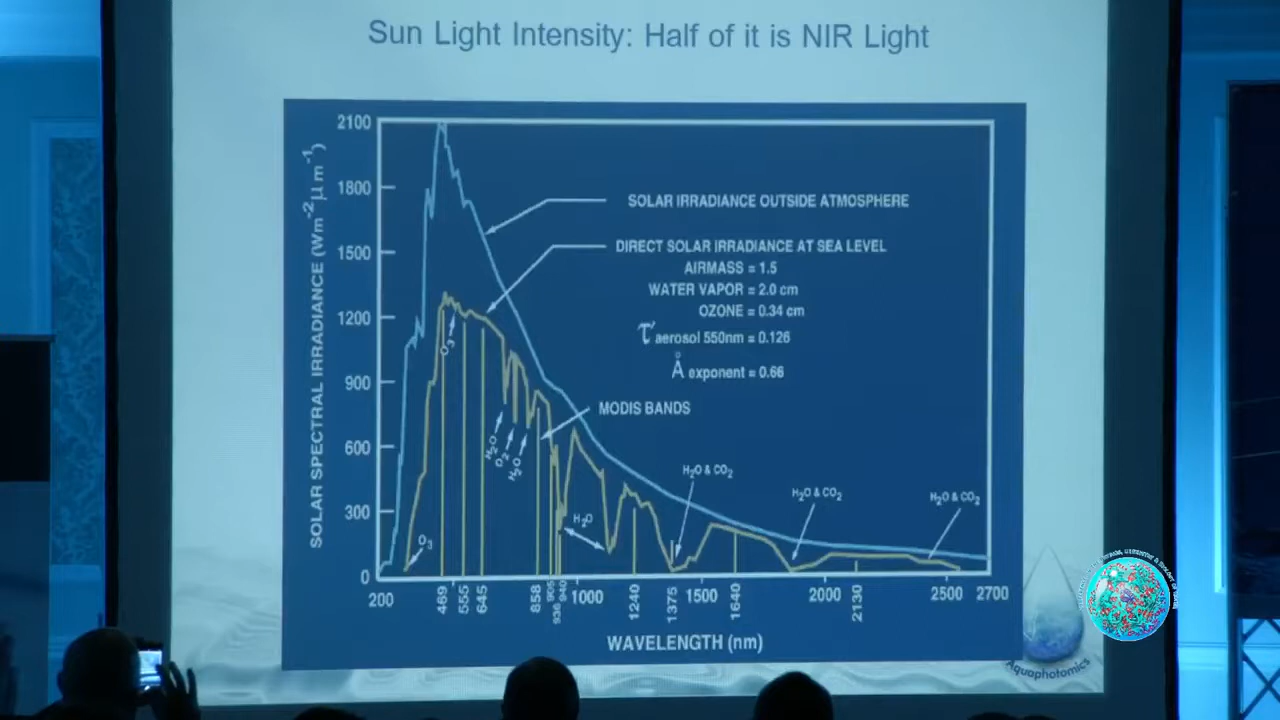 Sun Light Intensity: Half of it is NIR Light
SOLAR SPECTRAL IRRADIANCE (Wm-2 μ m-1)
2100
1800
1500
1200
900
600
300
0
SOLAR IRRADIANCE OUTSIDE ATMOSPHERE
DIRECT SOLAR IRRADIANCE AT SEA LEVEL
AIRMASS = 1.5
WATER VAPOR = 2.0 cm
OZONE = 0.34 cm
τ' aerosol 550nm = 0.126
Å exponent = 0.66
MODIS BANDS
O3
O3
H2O
O2
H2O
H2O
H2O & CO2
H2O & CO2
H2O & CO2
200
469
555
645
858
905
936
940
1000
1240
1375
1500
1640
2000
2130
2500
2700
WAVELENGTH (nm)
Aquaphotomics